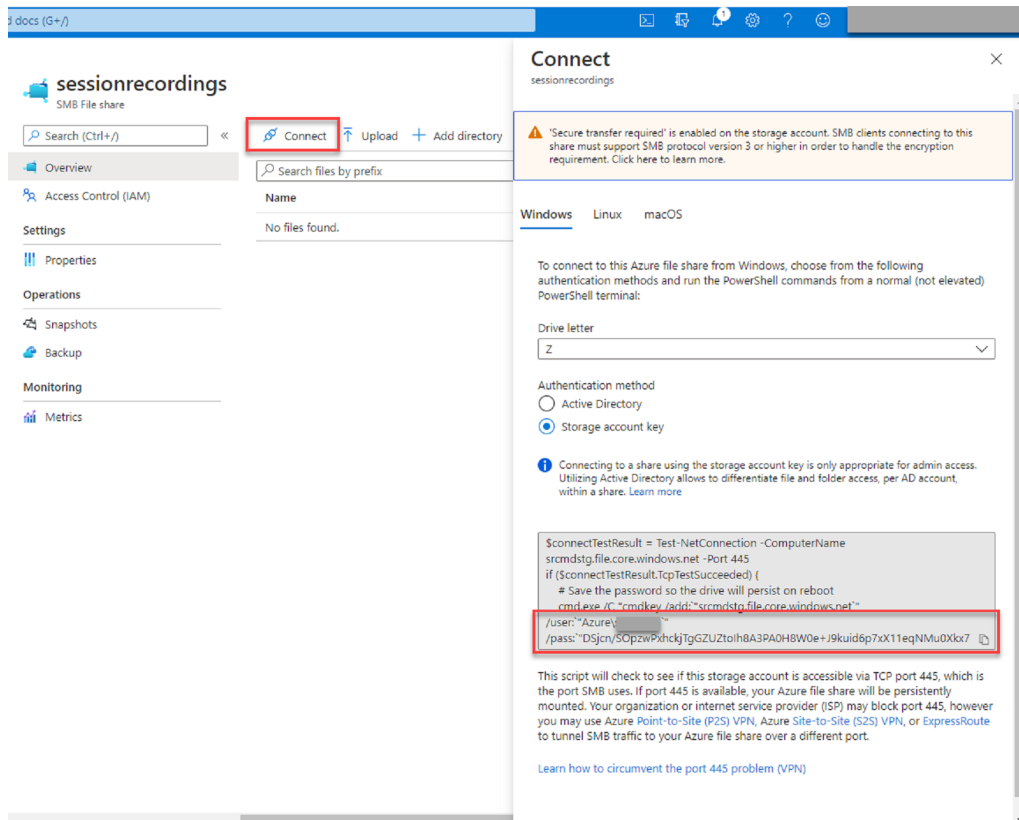 d docs (G+/)
1
sessionrecordings
SMB File share
Search (Ctrl+/)
«
Overview
Access Control (IAM)
Settings
Properties
Operations
Snapshots
Backup
Monitoring
Metrics
Connect
Upload
Add directory
Search files by prefix
Name
No files found.
Connect
sessionrecordings
'Secure transfer required' is enabled on the storage account. SMB clients connecting to this
share must support SMB protocol version 3 or higher in order to handle the encryption
requirement. Click here to learn more.
Windows Linux macOS
To connect to this Azure file share from Windows, choose from the following
authentication methods and run the PowerShell commands from a normal (not elevated)
PowerShell terminal:
Drive letter
Z
Authentication method
Active Directory
Storage account key
Connecting to a share using the storage account key is only appropriate for admin access.
Utilizing Active Directory allows to differentiate file and folder access, per AD account,
within a share. Learn more
$connectTestResult = Test-NetConnection -ComputerName
srcmdstg.file.core.windows.net -Port 445
if ($connectTestResult.TcpTestSucceeded) {
# Save the password so the drive will persist on reboot
cmd.exe /C "cmdkey /add:`"srcmdstg.file.core.windows.net`"
/user:`"Azure\ `"
/pass:`"DSjcn/SOpzwPxhckjTgGZUZtoIh8A3PA0H8W0e+J9kuid6p7xX11eqNMu0Xkx7
This script will check to see if this storage account is accessible via TCP port 445, which is
the port SMB uses. If port 445 is available, your Azure file share will be persistently
mounted. Your organization or internet service provider (ISP) may block port 445, however
you may use Azure Point-to-Site (P2S) VPN, Azure Site-to-Site (S2S) VPN, or ExpressRoute
to tunnel SMB traffic to your Azure file share over a different port.
Learn how to circumvent the port 445 problem (VPN)